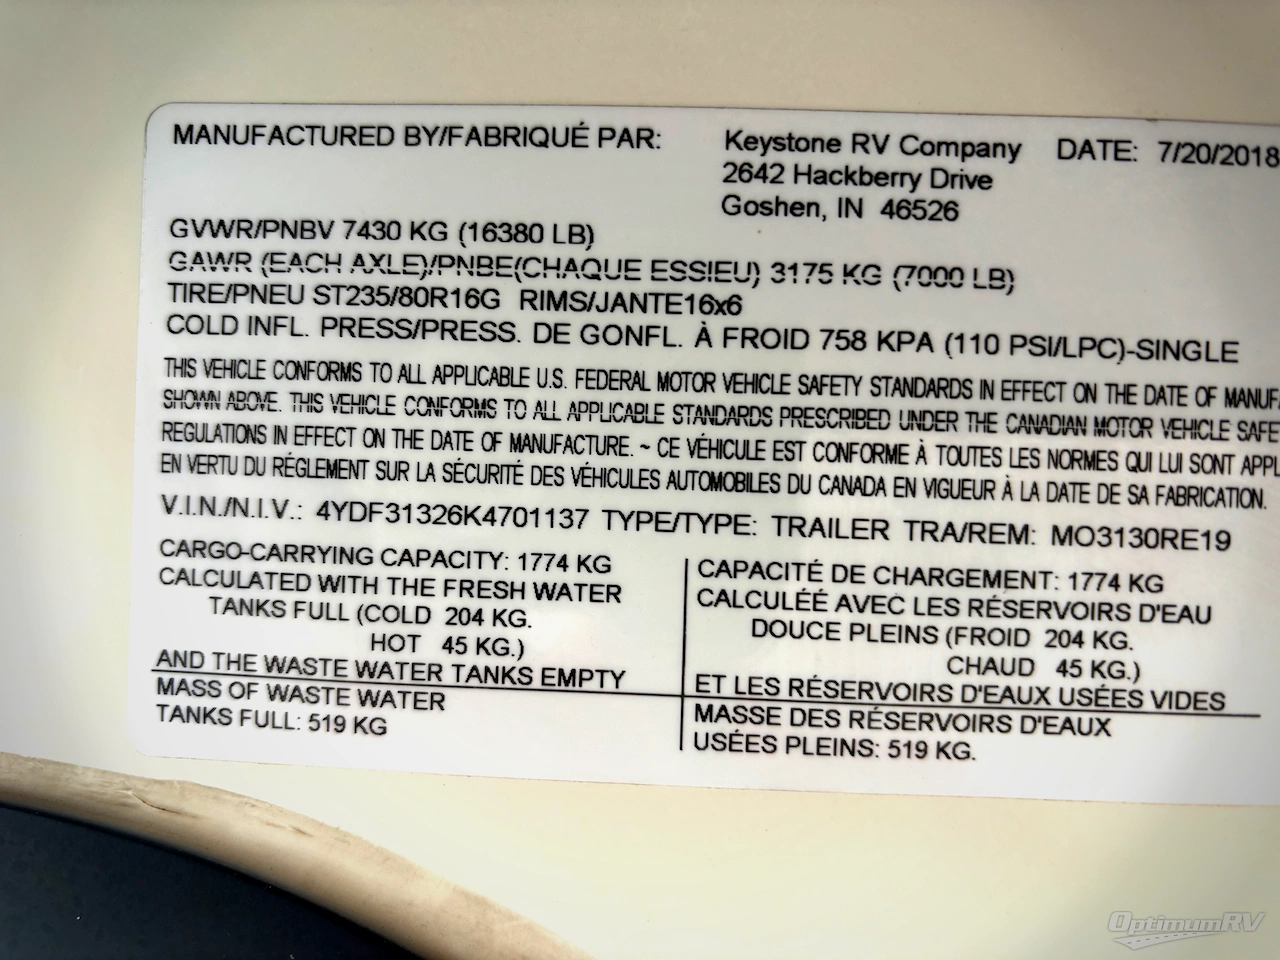 MANUFACTURED BY/FABRIQUÉ PAR: Keystone RV Company DATE: 7/20/2018
2642 Hackberry Drive
Goshen, IN 46526
GVWR/PNBV 7430 KG (16380 LB)
GAWR (EACH AXLE)/PNBE(CHAQUE ESSIEU) 3175 KG (7000 LB)
TIRE/PNEU ST235/80R16G RIMS/JANTE16x6
COLD INFL. PRESS/PRESS. DE GONFL. À FROID 758 KPA (110 PSI/LPC)-SINGLE
THIS VEHICLE CONFORMS TO ALL APPLICABLE U.S. FEDERAL MOTOR VEHICLE SAFETY STANDARDS IN EFFECT ON THE DATE OF MANUF
SHOWN ABOVE. THIS VEHICLE CONFORMS TO ALL APPLICABLE STANDARDS PRESCRIBED UNDER THE CANADIAN MOTOR VEHICLE SAFE
REGULATIONS IN EFFECT ON THE DATE OF MANUFACTURE. ~ CE VÉHICULE EST CONFORME À TOUTES LES NORMES QUI LUI SONT APPL
EN VERTU DU RÉGLEMENT SUR LA SÉCURITÉ DES VÉHICULES AUTOMOBILES DU CANADA EN VIGUEUR À LA DATE DE SA FABRICATION.
V.I.N./N.I.V.: 4YDF31326K4701137 TYPE/TYPE: TRAILER TRA/REM: MO3130RE19
CARGO-CARRYING CAPACITY: 1774 KG
CALCULATED WITH THE FRESH WATER
TANKS FULL (COLD 204 KG.
HOT 45 KG.)
AND THE WASTE WATER TANKS EMPTY
MASS OF WASTE WATER
TANKS FULL: 519 KG
CAPACITÉ DE CHARGEMENT: 1774 KG
CALCULÉE AVEC LES RÉSERVOIRS D'EAU
DOUCE PLEINS (FROID 204 KG.
CHAUD 45 KG.)
ET LES RÉSERVOIRS D'EAUX USÉES VIDES
MASSE DES RÉSERVOIRS D'EAUX
USÉES PLEINS: 519 KG.
OptimumRV